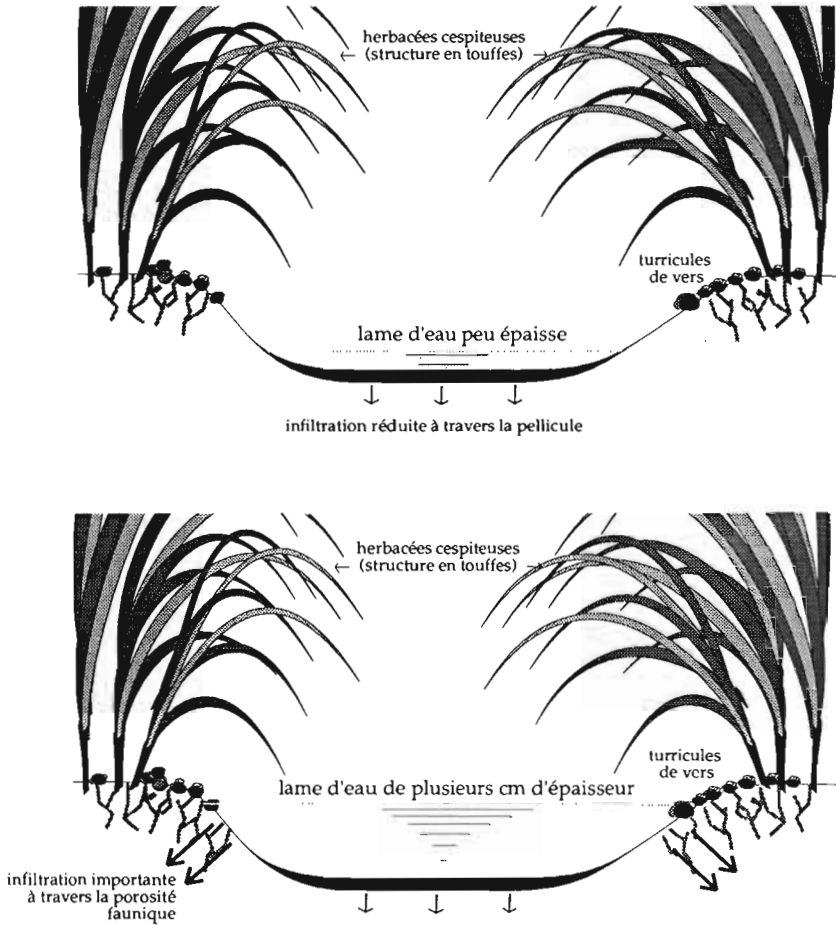 herbacées cespiteuses
(structure en touffes)
turricules
de vers
lame d'eau peu épaisse
infiltration réduite à travers la pellicule
herbacées cespiteuses
(structure en touffes)
turricules
de vers
lame d'eau de plusieurs cm d'épaisseur
infiltration importante
à travers la porosité
faunique